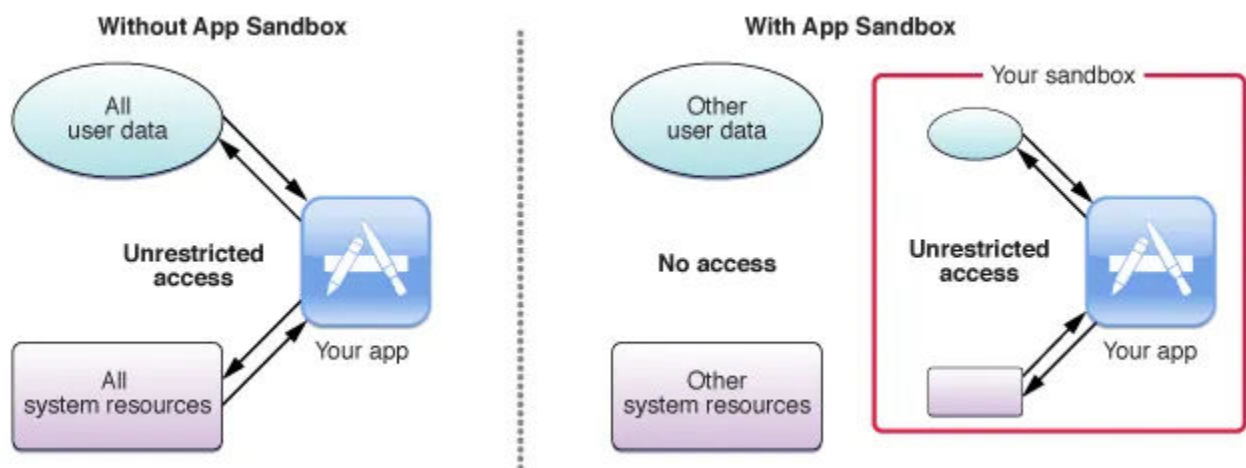 Without App Sandbox
All
user data
Unrestricted
access
Your app
All
system resources
With App Sandbox
Other
user data
No access
Other
system resources
Your sandbox
Unrestricted
access
Your app